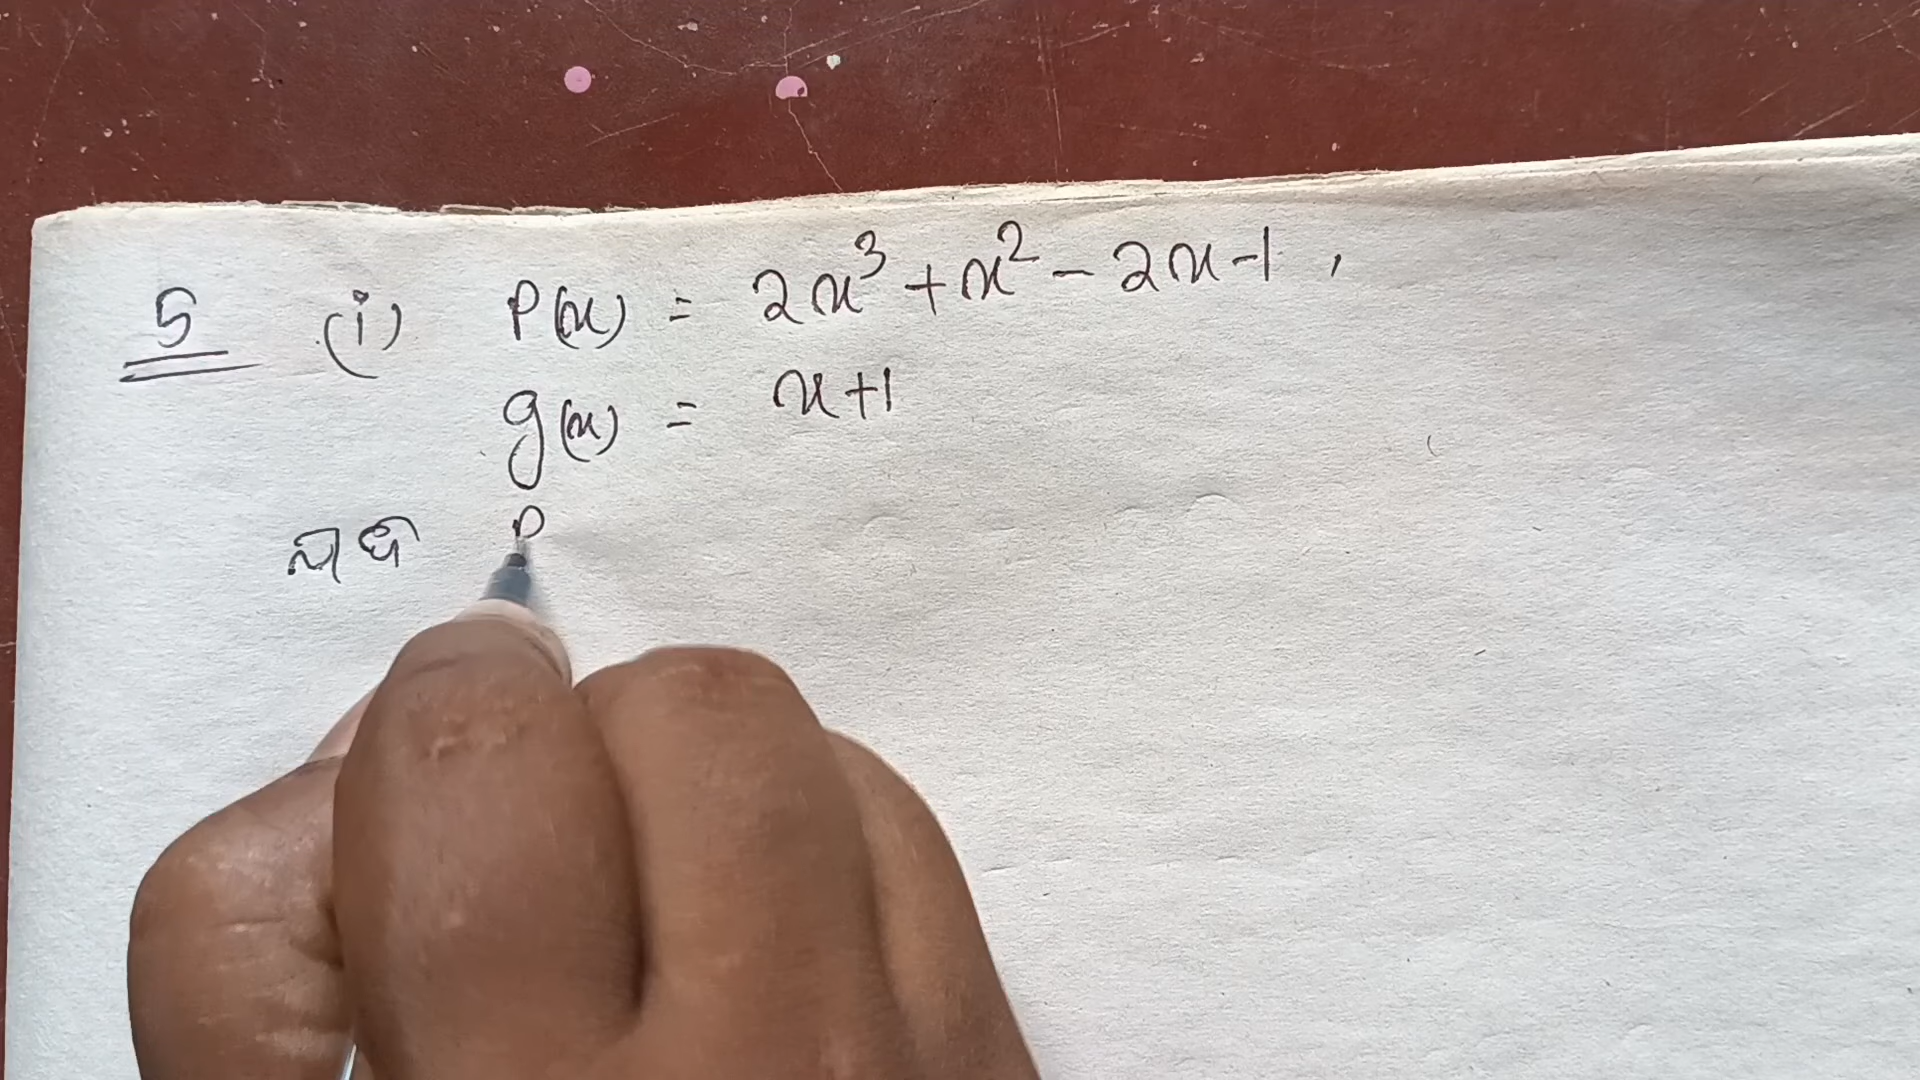 5 (i) P(x) = 2x³ + x² - 2x - 1 ,
g(x) = x+1
ଯଦି P